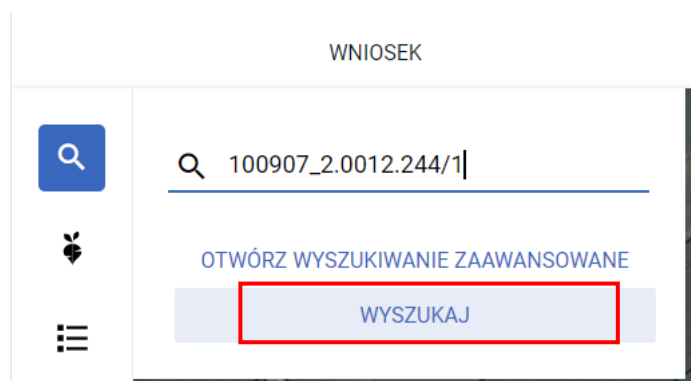 WNIOSEK
100907_2.0012.244/1
OTWÓRZ WYSZUKIWANIE ZAAWANSOWANE
WYSZUKAJ